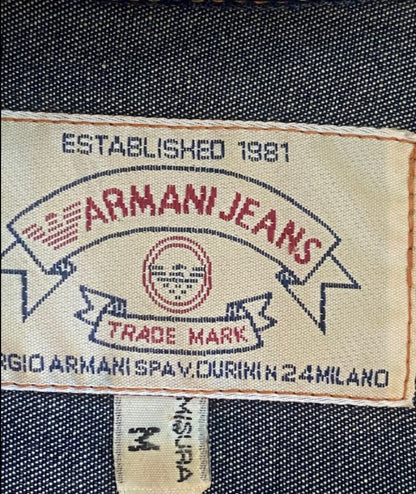 ESTABLISHED 1981
ARMANI JEANS
TRADE MARK
RGIO ARMANI SPA V. DURINI N 24 MILANO
MISURA
M